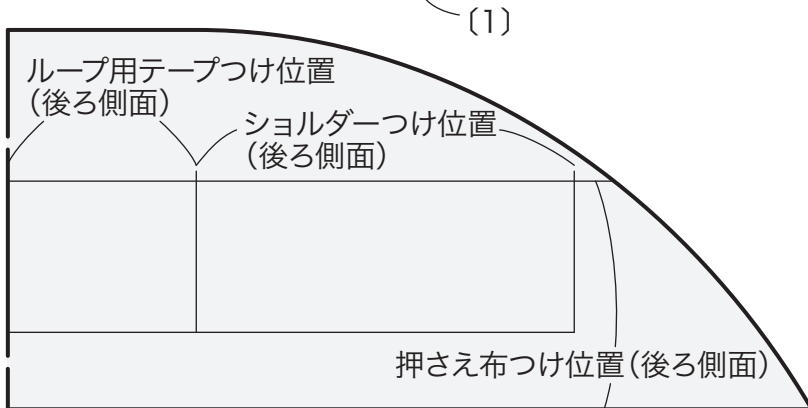 〔1〕
ループ用テープつけ位置
(後ろ側面)
ショルダーつけ位置
(後ろ側面)
押さえ布つけ位置(後ろ側面)